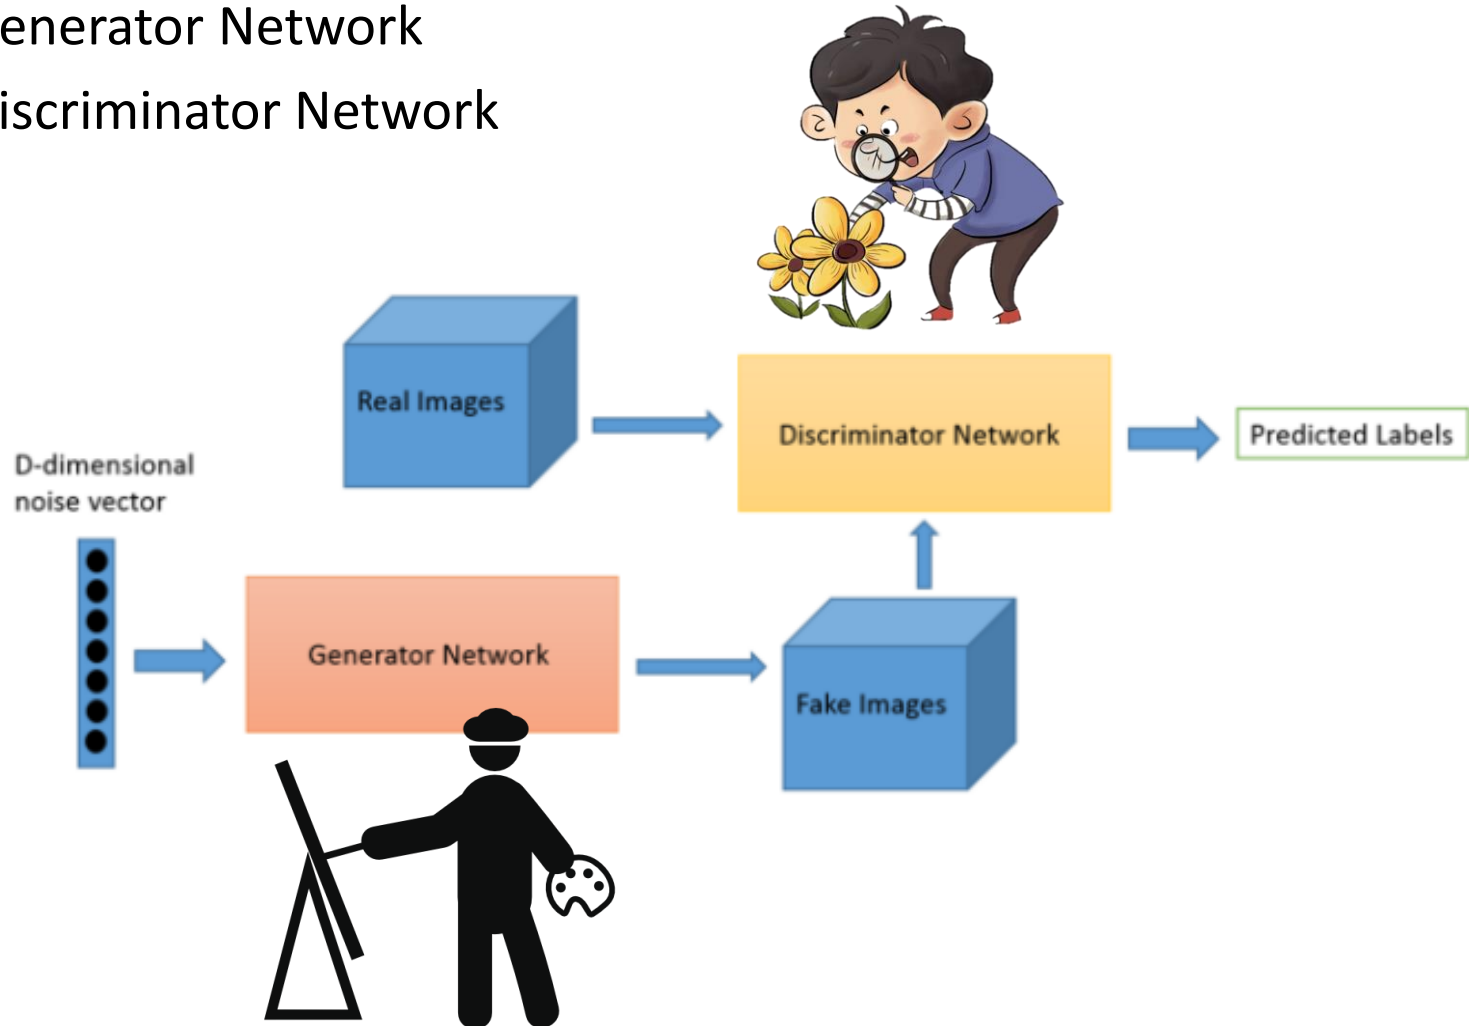 enerator Network
iscriminator Network
Real Images
Discriminator Network
Predicted Labels
D-dimensional
noise vector
Generator Network
Fake Images